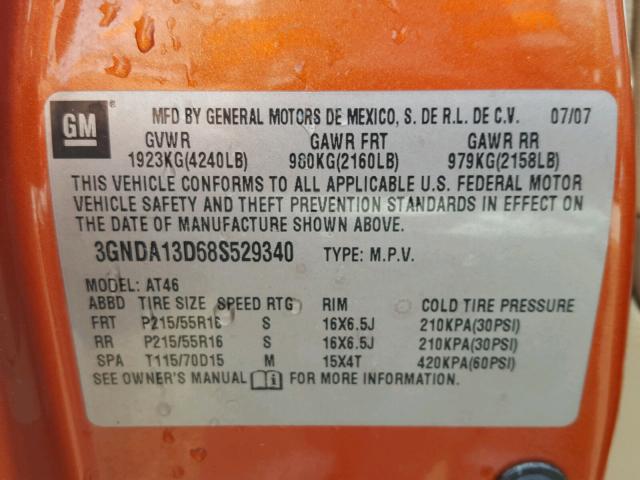 GM
MFD BY GENERAL MOTORS DE MEXICO, S. DE R.L. DE C.V. 07/07
GVWR GAWR FRT GAWR RR
1923KG(4240LB) 980KG(2160LB) 979KG(2158LB)
THIS VEHICLE CONFORMS TO ALL APPLICABLE U.S. FEDERAL MOTOR
VEHICLE SAFETY AND THEFT PREVENTION STANDARDS IN EFFECT ON
THE DATE OF MANUFACTURE SHOWN ABOVE.
3GNDA13D68S529340 TYPE: M.P.V.
MODEL: AT46
ABBD TIRE SIZE SPEED RTG RIM COLD TIRE PRESSURE
FRT P215/55R16 S 16X6.5J 210KPA(30PSI)
RR P215/55R16 S 16X6.5J 210KPA(30PSI)
SPA T115/70D15 M 15X4T 420KPA(60PSI)
SEE OWNER'S MANUAL FOR MORE INFORMATION.